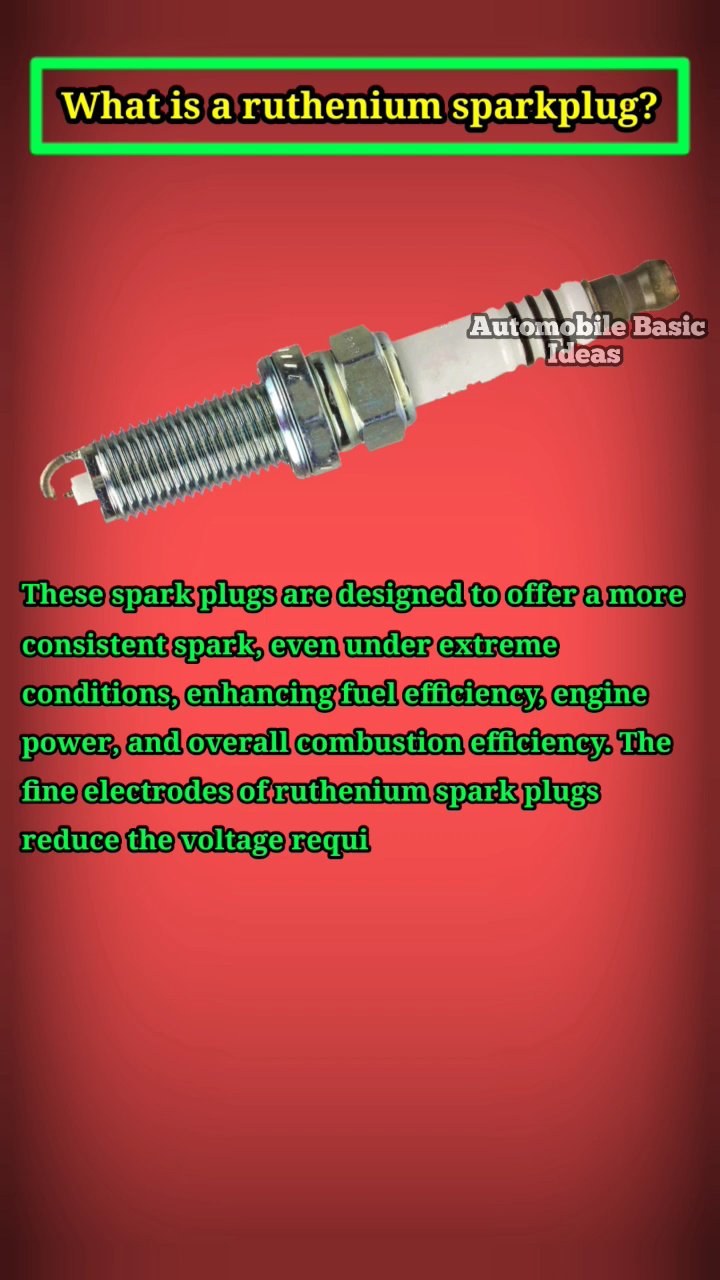 What is a ruthenium sparkplug?
Automobile Basic
Ideas
These spark plugs are designed to offer a more
consistent spark, even under extreme
conditions, enhancing fuel efficiency, engine
power, and overall combustion efficiency. The
fine electrodes of ruthenium spark plugs
reduce the voltage requi